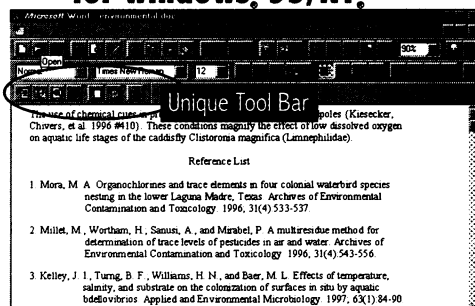 for Windows® 95/NT®
Microsoft Word - environmental.doc
90%
Open
Normal Times New Roman 12
Unique Tool Bar
The use of chemical cues in poles (Kiesecker,
Chivers, et al. 1996 #410). These conditions magnify the effect of low dissolved oxygen
on aquatic life stages of the caddisfly Clistoronia magnifica (Limnephilidae).
Reference List
1. Mora, M. A. Organochlorines and trace elements in four colonial waterbird species
nesting in the lower Laguna Madre, Texas. Archives of Environmental
Contamination and Toxicology. 1996, 31(4):533-537.
2. Millet, M., Wortham, H., Sanusi, A., and Mirabel, P. A multiresidue method for
determination of trace levels of pesticides in air and water. Archives of
Environmental Contamination and Toxicology. 1996, 31(4):543-556.
3. Kelley, J. I., Turng, B. F., Williams, H. N., and Baer, M. L. Effects of temperature,
salinity, and substrate on the colonization of surfaces in situ by aquatic
bdellovibrios. Applied and Environmental Microbiology. 1997, 63(1):84-90